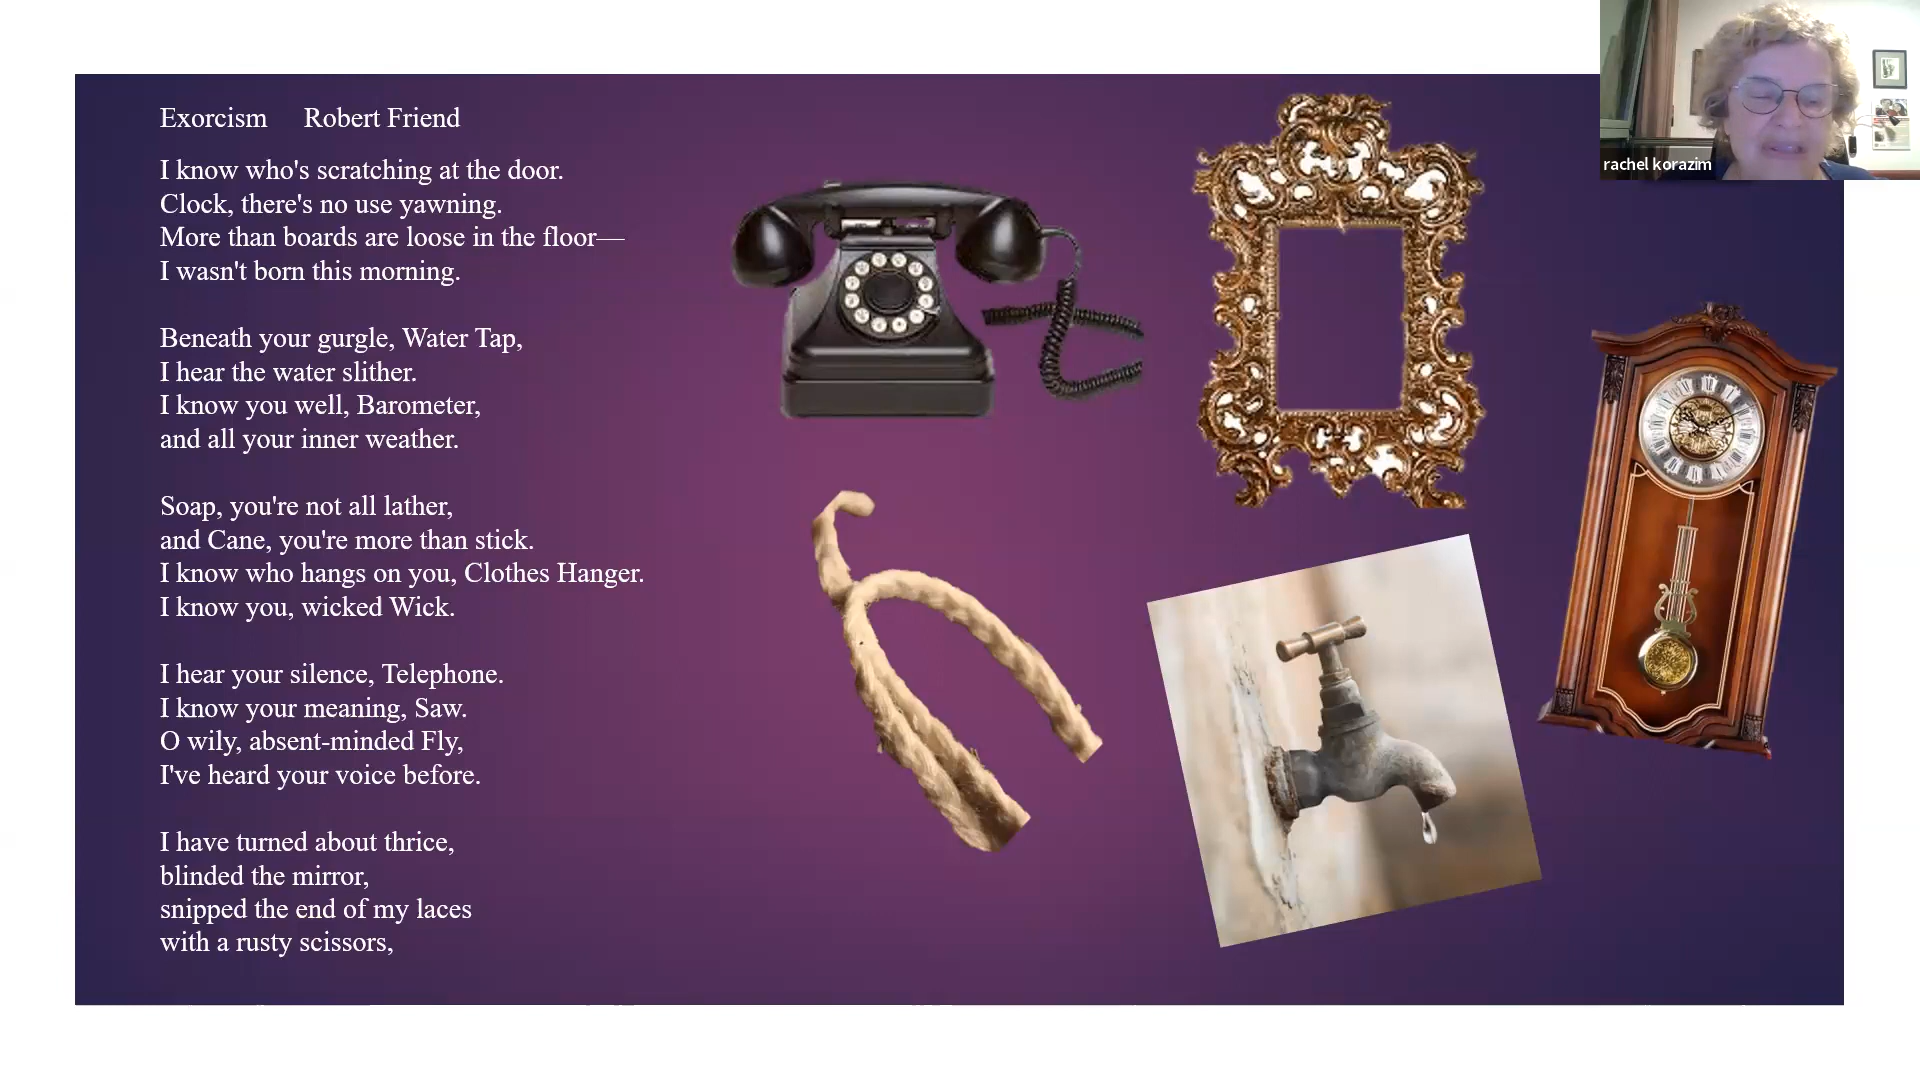 Exorcism Robert Friend
I know who's scratching at the door.
Clock, there's no use yawning.
More than boards are loose in the floor—
I wasn't born this morning.
Beneath your gurgle, Water Tap,
I hear the water slither.
I know you well, Barometer,
and all your inner weather.
Soap, you're not all lather,
and Cane, you're more than stick.
I know who hangs on you, Clothes Hanger.
I know you, wicked Wick.
I hear your silence, Telephone.
I know your meaning, Saw.
O wily, absent-minded Fly,
I've heard your voice before.
I have turned about thrice,
blinded the mirror,
snipped the end of my laces
with a rusty scissors,
rachel korazim